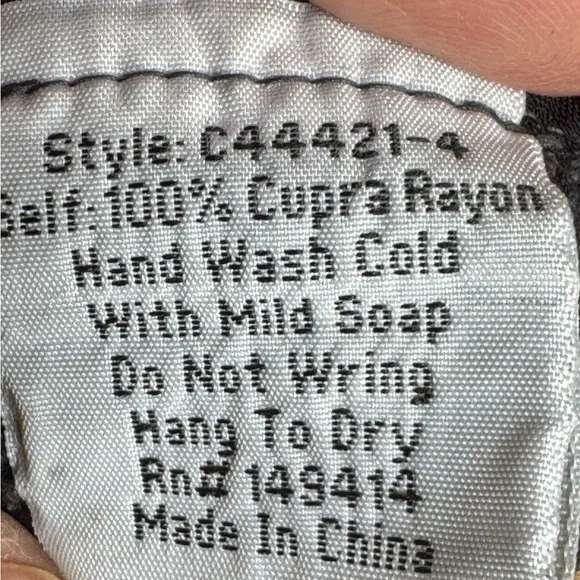 Style: C44421-4
Self: 100% Cupra Rayon
Hand Wash Cold
With Mild Soap
Do Not Wring
Hang To Dry
Rn# 149414
Made In China